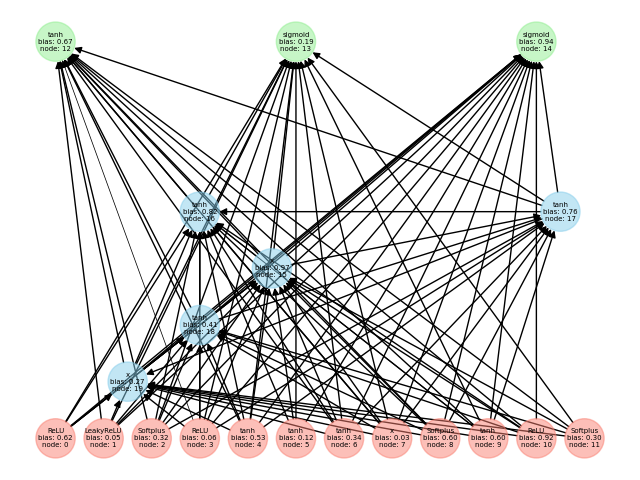 tanh
bias: 0.67
node: 12
sigmoid
bias: 0.19
node: 13
sigmoid
bias: 0.94
node: 14
tanh
bias: 0.82
node: 16
tanh
bias: 0.76
node: 17
x
bias: 0.97
node: 15
tanh
bias: 0.41
node: 18
x
bias: 0.27
node: 19
ReLU
bias: 0.62
node: 0
LeakyReLU
bias: 0.05
node: 1
Softplus
bias: 0.32
node: 2
ReLU
bias: 0.06
node: 3
tanh
bias: 0.53
node: 4
tanh
bias: 0.12
node: 5
tanh
bias: 0.34
node: 6
bias: 0.03
node: 7
Softplus
bias: 0.60
node: 8
tanh
bias: 0.60
node: 9
ReLU
bias: 0.92
node: 10
Softplus
bias: 0.30
node: 11